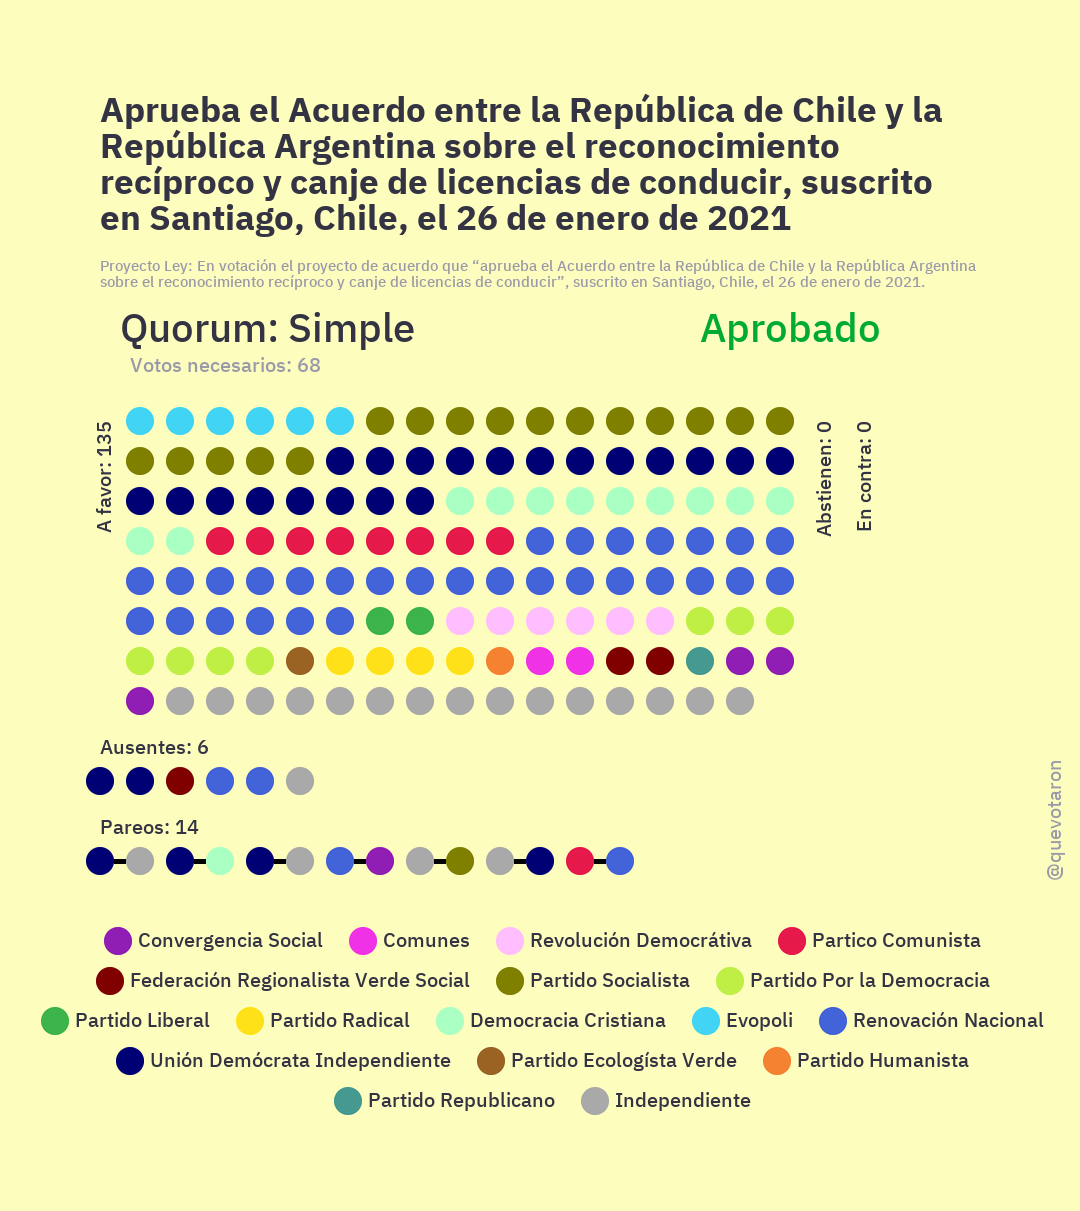 Aprueba el Acuerdo entre la República de Chile y la
República Argentina sobre el reconocimiento
recíproco y canje de licencias de conducir, suscrito
en Santiago, Chile, el 26 de enero de 2021
Proyecto Ley: En votación el proyecto de acuerdo que “aprueba el Acuerdo entre la República de Chile y la República Argentina
sobre el reconocimiento recíproco y canje de licencias de conducir”, suscrito en Santiago, Chile, el 26 de enero de 2021.
Quorum: Simple
Aprobado
Votos necesarios: 68
A favor: 135
Abstienen: 0
En contra: 0
Ausentes: 6
Pareos: 14
@quevotaron
Convergencia Social
Comunes
Revolución Demócrátiva
Partico Comunista
Federación Regionalista Verde Social
Partido Socialista
Partido Por la Democracia
Partido Liberal
Partido Radical
Democracia Cristiana
Evopoli
Renovación Nacional
Unión Demócrata Independiente
Partido Ecologísta Verde
Partido Humanista
Partido Republicano
Independiente